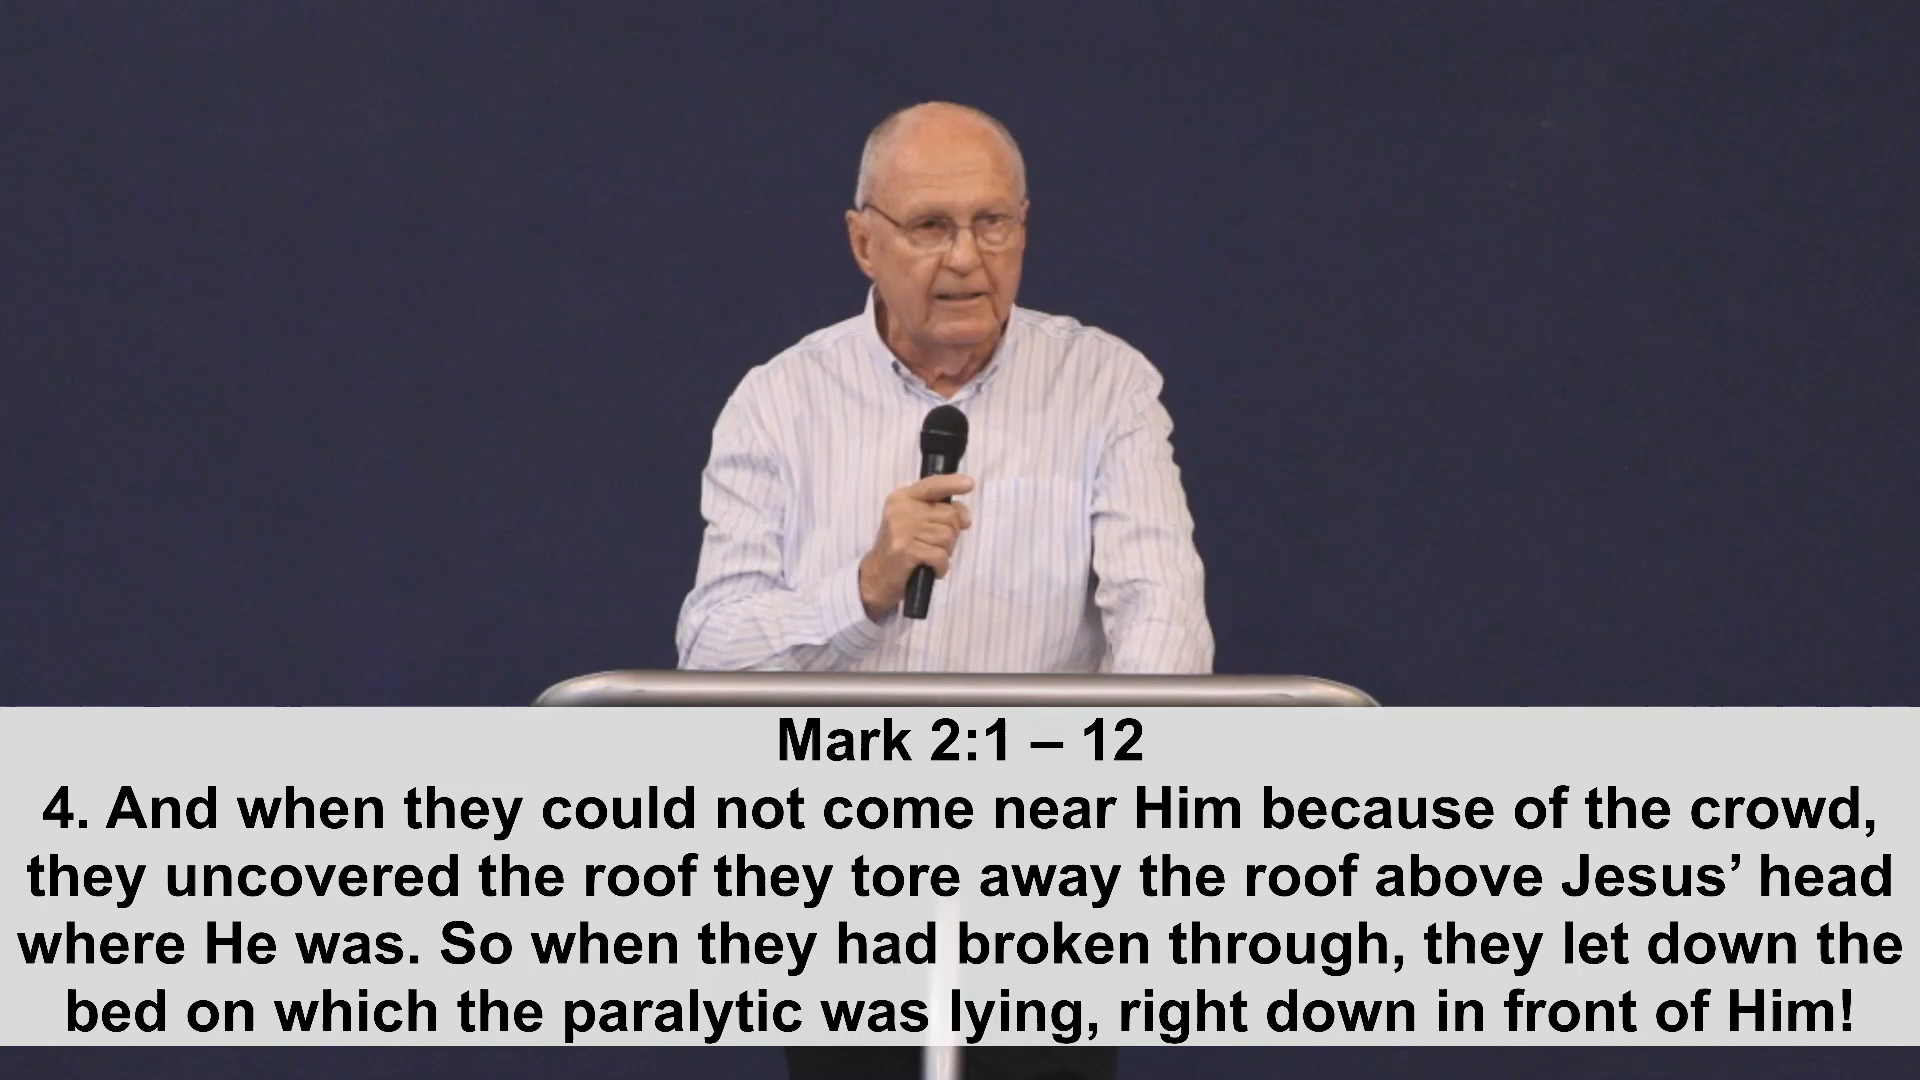 Mark 2:1 – 12
4. And when they could not come near Him because of the crowd,
they uncovered the roof they tore away the roof above Jesus’ head
where He was. So when they had broken through, they let down the
bed on which the paralytic was lying, right down in front of Him!